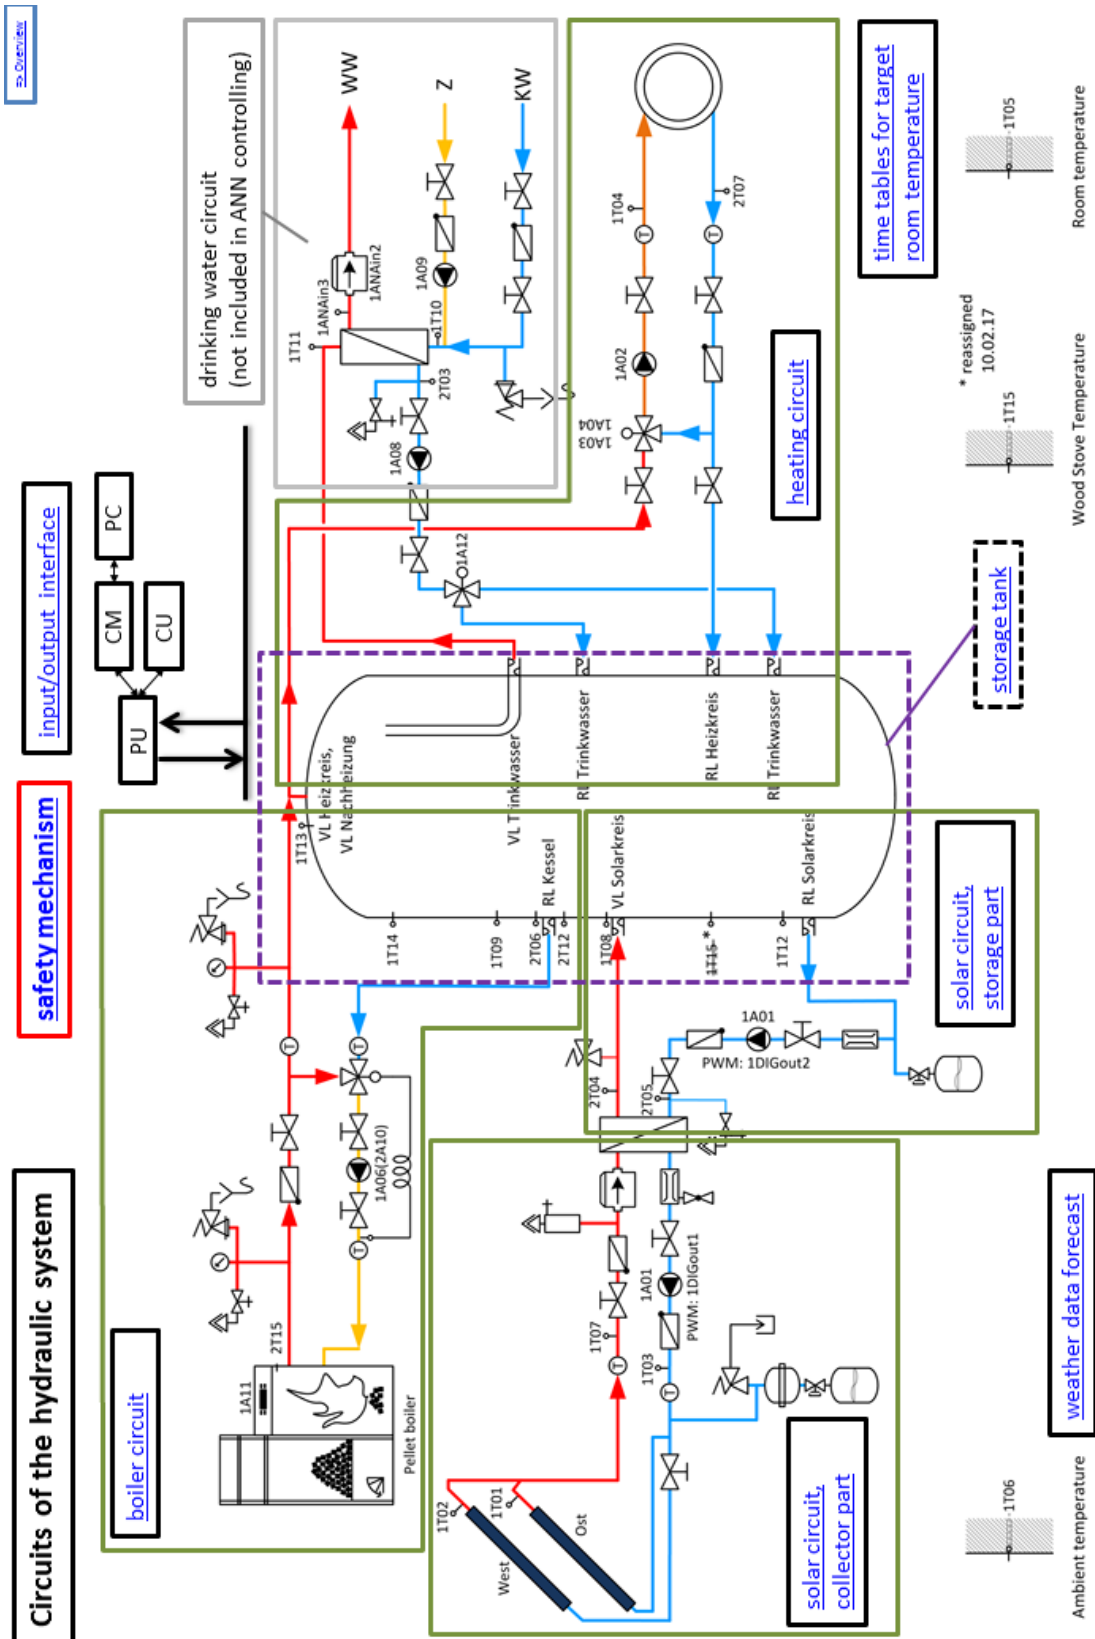 Circuits of the hydraulic system
safety mechanism
input/output interface
=> Overview
PU
CM
CU
PC
boiler circuit
1A11
2T15
Pellet boiler
T
T
T
1A06(2A10)
1T13
VL Heizkreis,
VL Nachheizung
1T14
1T09
2T06
2T12
1T08
1T15 *
1T12
RL Kessel
VL Solarkreis
RL Solarkreis
VL Trinkwasser
RL Trinkwasser
RL Heizkreis
RL Trinkwasser
storage tank
drinking water circuit
(not included in ANN controlling)
WW
Z
KW
1T11
1ANAin3
1ANAin2
1A09
1T10
2T03
1A08
1A12
heating circuit
1A03
1A04
1A02
T
1T04
T
2T07
time tables for target
room temperature
solar circuit,
storage part
2T04
2T05
1A01
PWM: 1DIGout2
solar circuit,
collector part
West
Ost
1T02
1T01
T
1T07
T
1T03
1A01
PWM: 1DIGout1
weather data forecast
1T06
Ambient temperature
1T15
* reassigned
10.02.17
Wood Stove Temperature
1T05
Room temperature